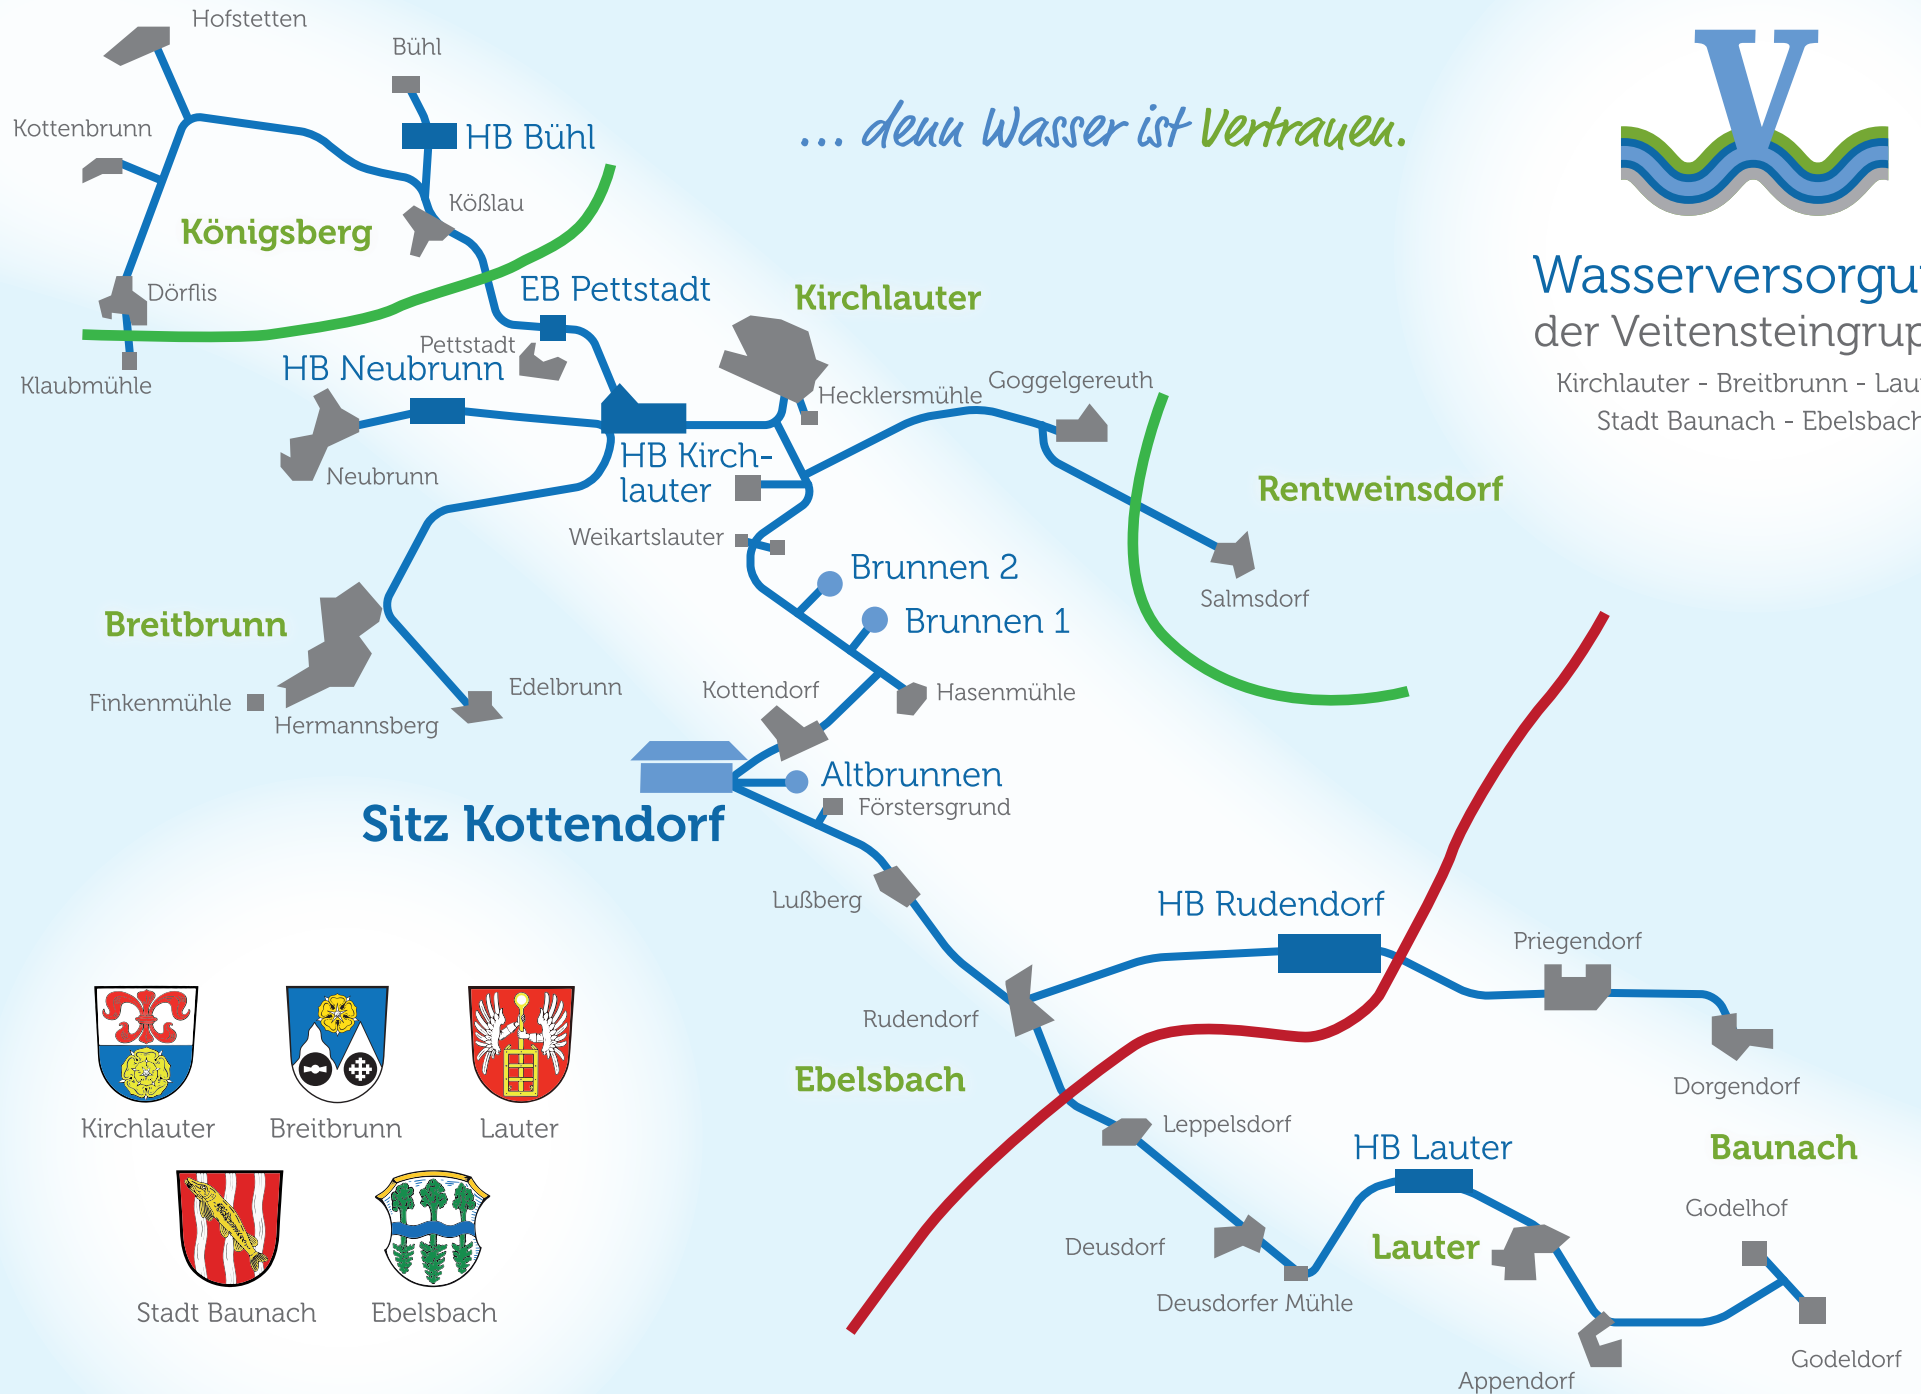 Hofstetten
Bühl
Kottenbrunn
HB Bühl
... denn Wasser ist Vertrauen.
Kößlau
Königsberg
Dörflis
EB Pettstadt
Kirchlauter
Pettstadt
HB Neubrunn
Klaubmühle
Hecklersmühle
Goggelgereuth
HB Kirch-
lauter
Neubrunn
Rentweinsdorf
Weikartslauter
Brunnen 2
Brunnen 1
Salmsdorf
Breitbrunn
Finkenmühle
Hermannsberg
Edelbrunn
Kottendorf
Hasenmühle
Altbrunnen
Förstersgrund
Sitz Kottendorf
Lußberg
HB Rudendorf
Priegendorf
Rudendorf
Ebelsbach
Dorgendorf
Leppelsdorf
HB Lauter
Baunach
Godelhof
Deusdorf
Lauter
Deusdorfer Mühle
Godeldorf
Appendorf
V
Wasserversorgu
der Veitensteingrup
Kirchlauter - Breitbrunn - Lau
Stadt Baunach - Ebelsbach
Kirchlauter
Breitbrunn
Lauter
Stadt Baunach
Ebelsbach